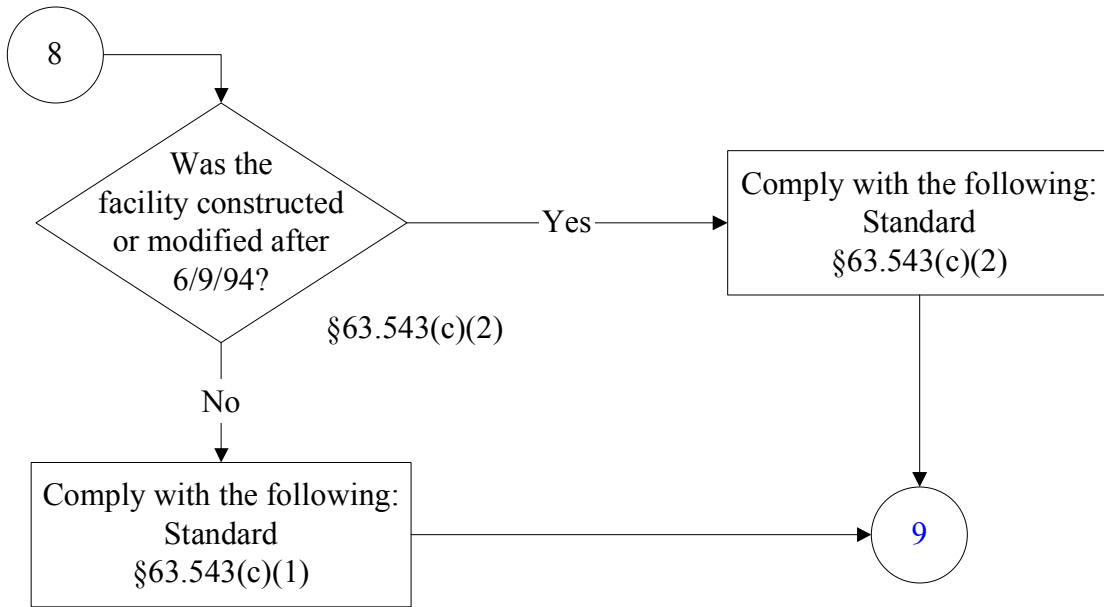 8
Was the
facility constructed
or modified after
6/9/94?
Yes
Comply with the following:
Standard
§63.543(c)(2)
§63.543(c)(2)
No
Comply with the following:
Standard
§63.543(c)(1)
9